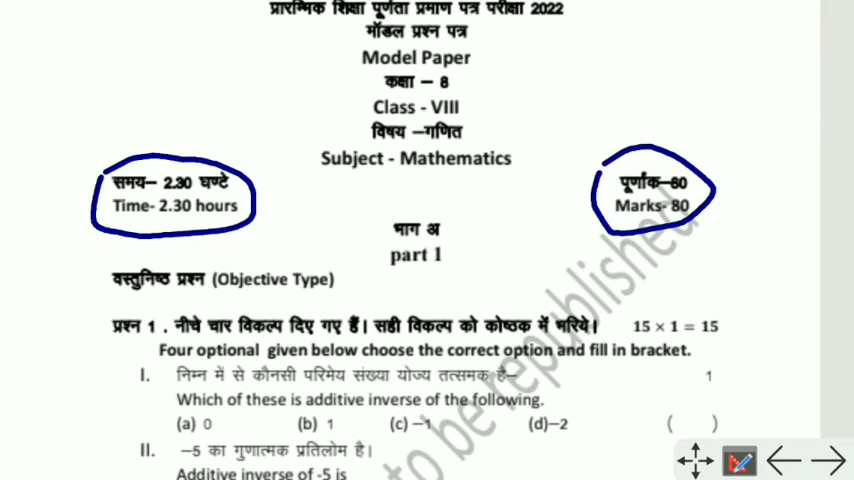 प्रारम्भिक शिक्षा पूर्णता प्रमाण पत्र परीक्षा 2022
मॉडल प्रश्न पत्र
Model Paper
कक्षा – 8
Class - VIII
विषय –गणित
Subject - Mathematics
समय– 2.30 घण्टे पूर्णांक–80
Time- 2.30 hours Marks- 80
भाग अ
part 1
वस्तुनिष्ठ प्रश्न (Objective Type)
प्रश्न 1 . नीचे चार विकल्प दिए गए हैं। सही विकल्प को कोष्ठक में भरिये। 15 × 1 = 15
Four optional given below choose the correct option and fill in bracket.
I. निम्न में से कौनसी परिमेय संख्या योज्य तत्समक है– 1
Which of these is additive inverse of the following.
(a) 0 (b) 1 (c) –1 (d)–2 ( )
II. –5 का गुणात्मक प्रतिलोम है।
Additive inverse of -5 is
to be republished